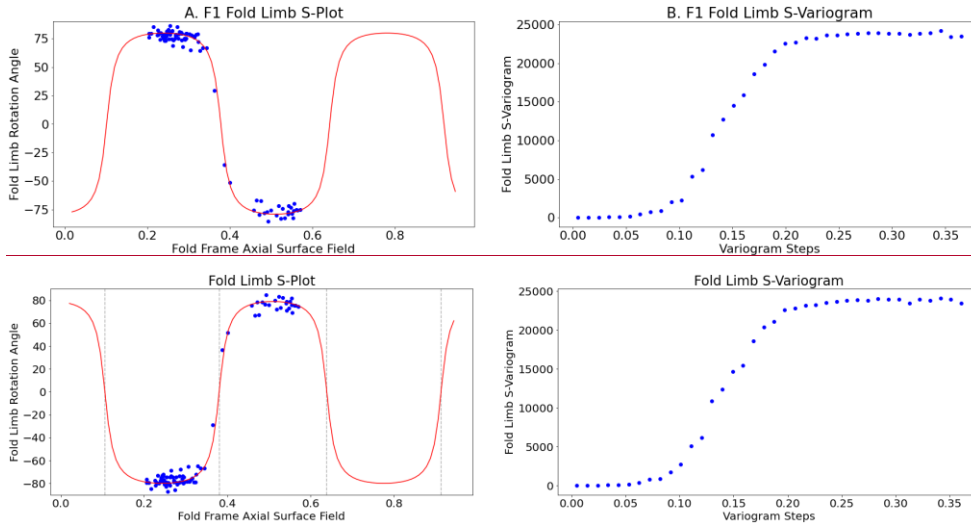 A. F1 Fold Limb S-Plot
Fold Limb Rotation Angle
75
50
25
0
−25
−50
−75
0.0 0.2 0.4 0.6 0.8
Fold Frame Axial Surface Field
B. F1 Fold Limb S-Variogram
Fold Limb S-Variogram
25000
20000
15000
10000
5000
0
0.00 0.05 0.10 0.15 0.20 0.25 0.30 0.35
Variogram Steps
Fold Limb S-Plot
Fold Limb Rotation Angle
80
60
40
20
0
−20
−40
−60
−80
0.0 0.2 0.4 0.6 0.8
Fold Frame Axial Surface Field
Fold Limb S-Variogram
Fold Limb S-Variogram
25000
20000
15000
10000
5000
0
0.00 0.05 0.10 0.15 0.20 0.25 0.30 0.35
Variogram Steps